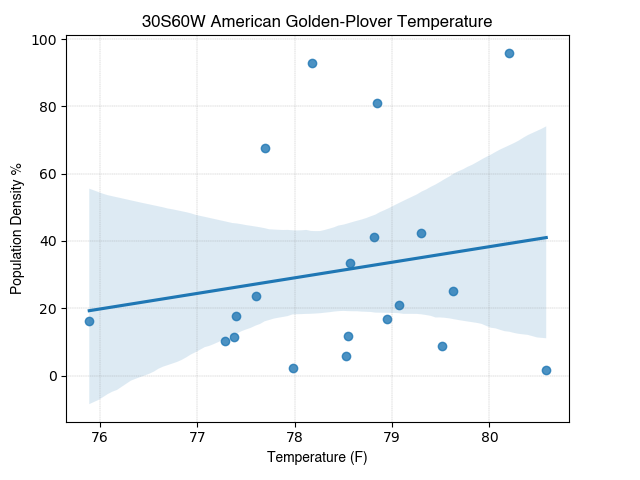 30S60W American Golden-Plover Temperature
100
80
60
40
20
0
Population Density %
76 77 78 79 80
Temperature (F)